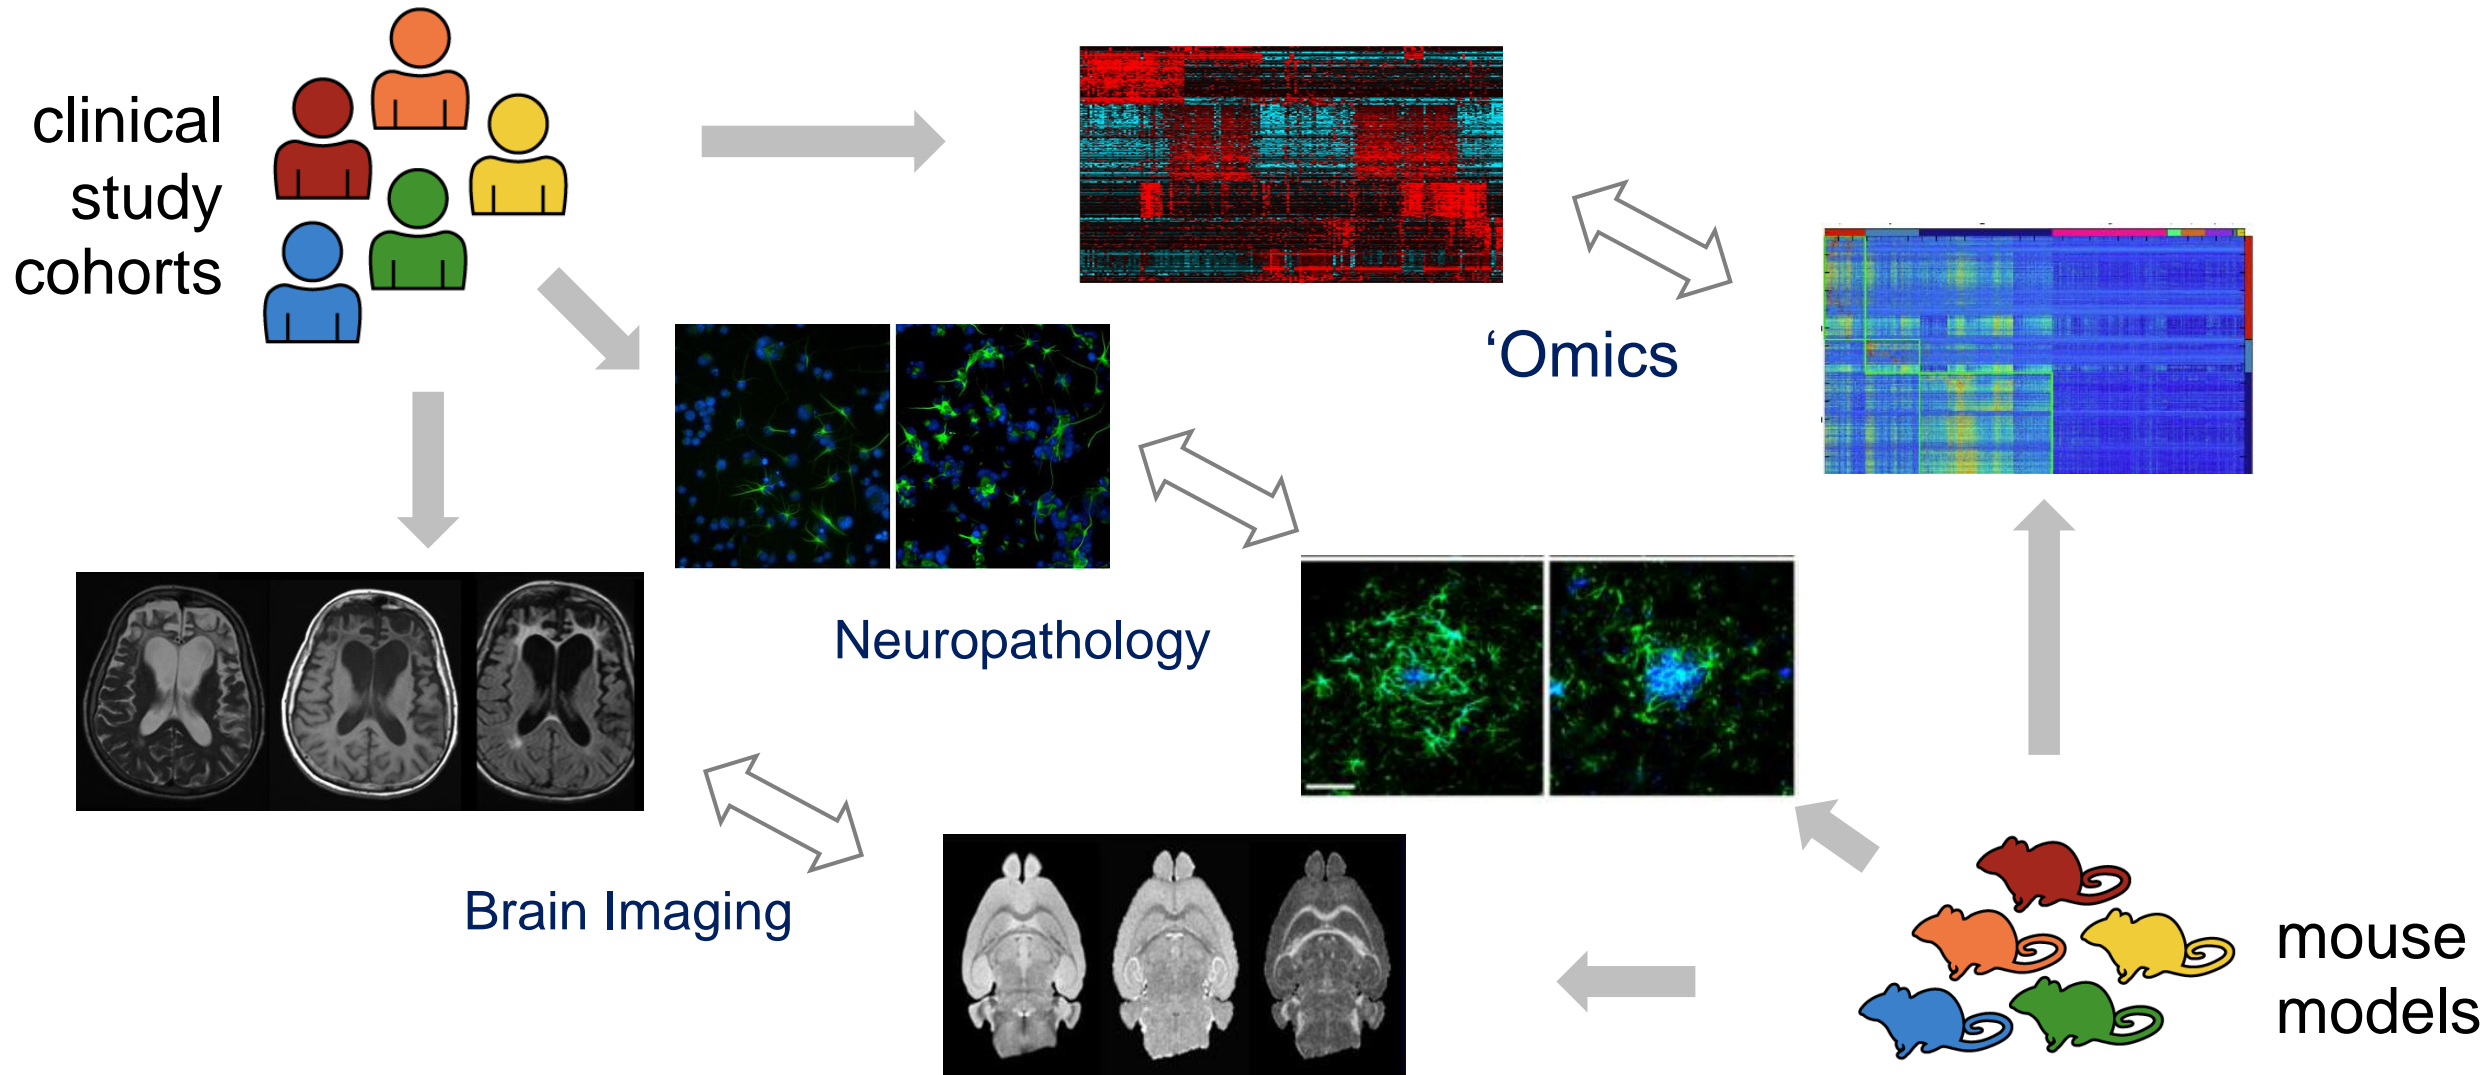 clinical
study
cohorts
‘Omics
Neuropathology
Brain Imaging
mouse
models